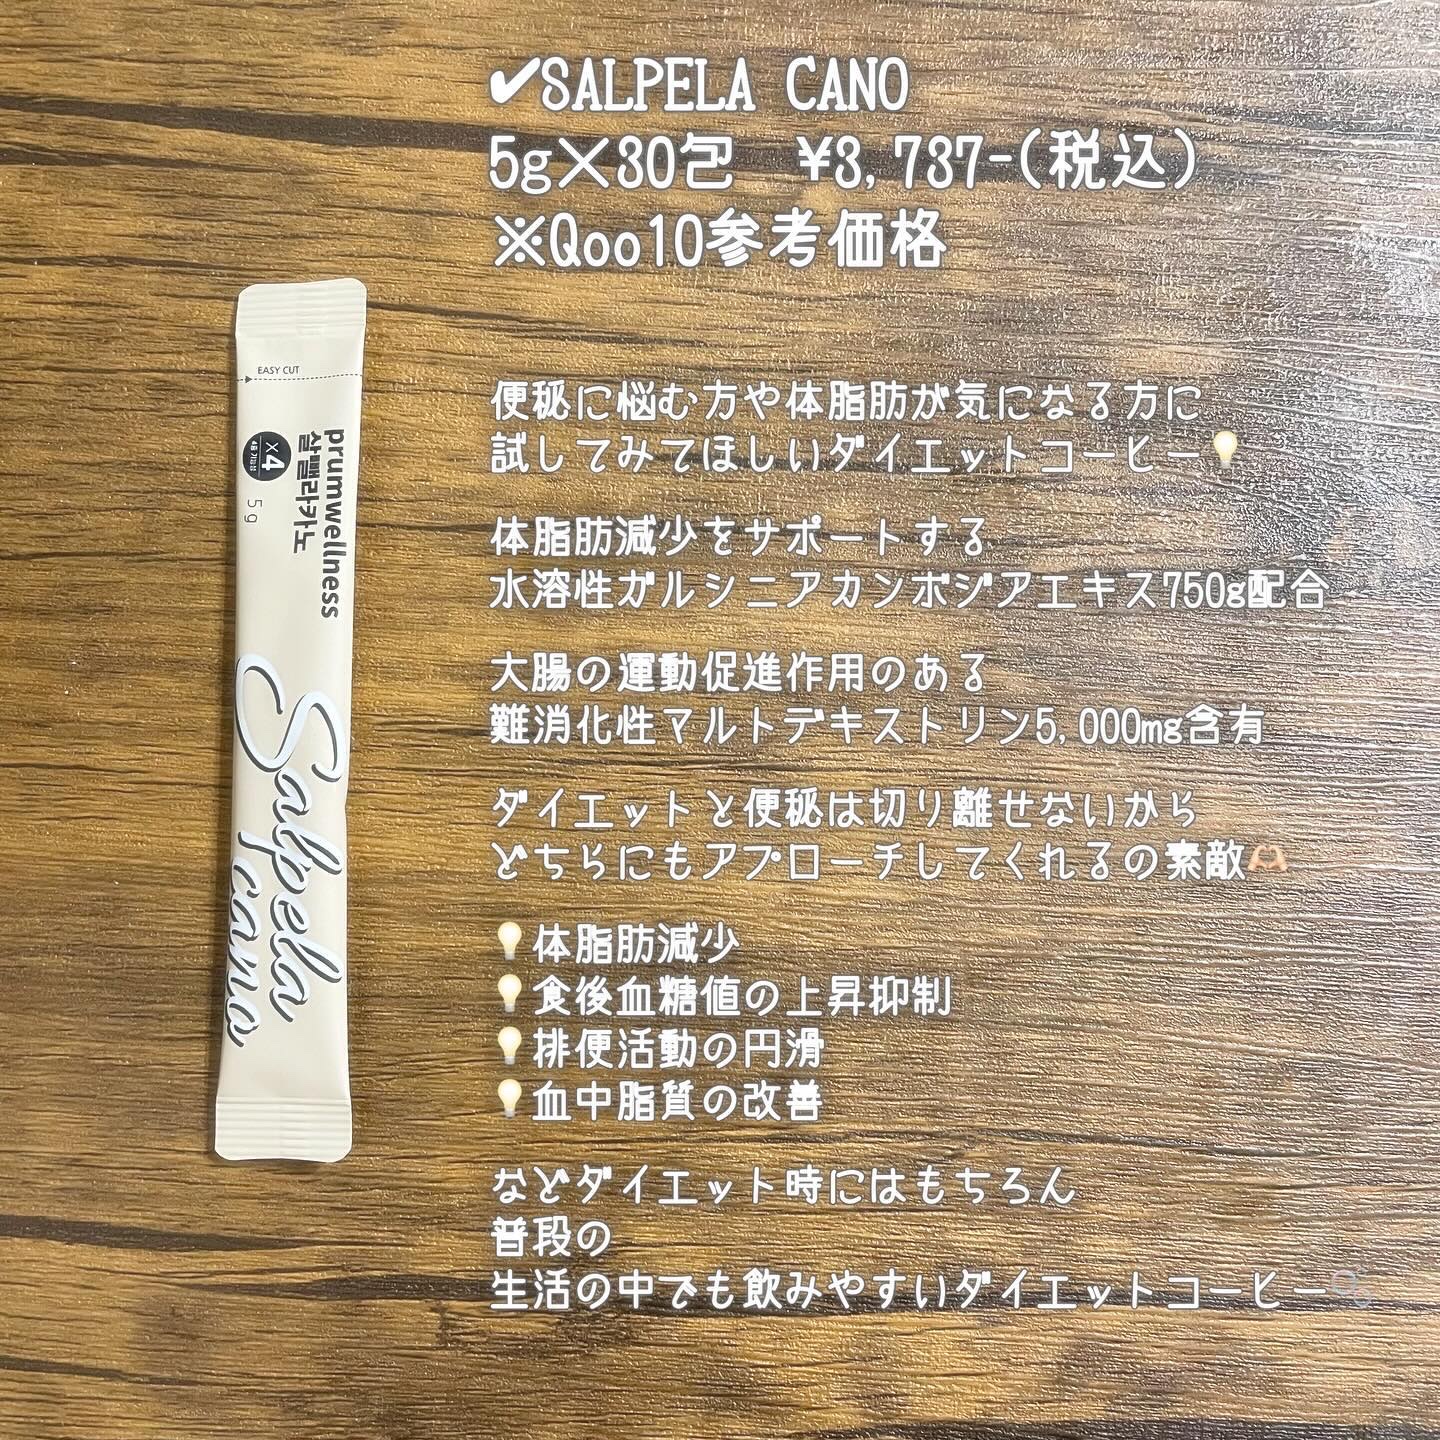 ✔SALPELA CANO
5g×30包　¥3,737-(税込)
※Qoo10参考価格
便秘に悩む方や体脂肪が気になる方に
試してみてほしいダイエットコーヒー💡
体脂肪減少をサポートする
水溶性ガルシニアカンボジアエキス750g配合
大腸の運動促進作用のある
難消化性マルトデキストリン5,000mg含有
ダイエットと便秘は切り離せないから
どちらにもアプローチしてくれるの素敵🫶🏻
💡体脂肪減少
💡食後血糖値の上昇抑制
💡排便活動の円滑
💡血中脂質の改善
などダイエット時にはもちろん
普段の
生活の中でも飲みやすいダイエットコーヒー🫧
EASY CUT
prumwellness
살뺄라카노
X4
5g
Salpela
cano